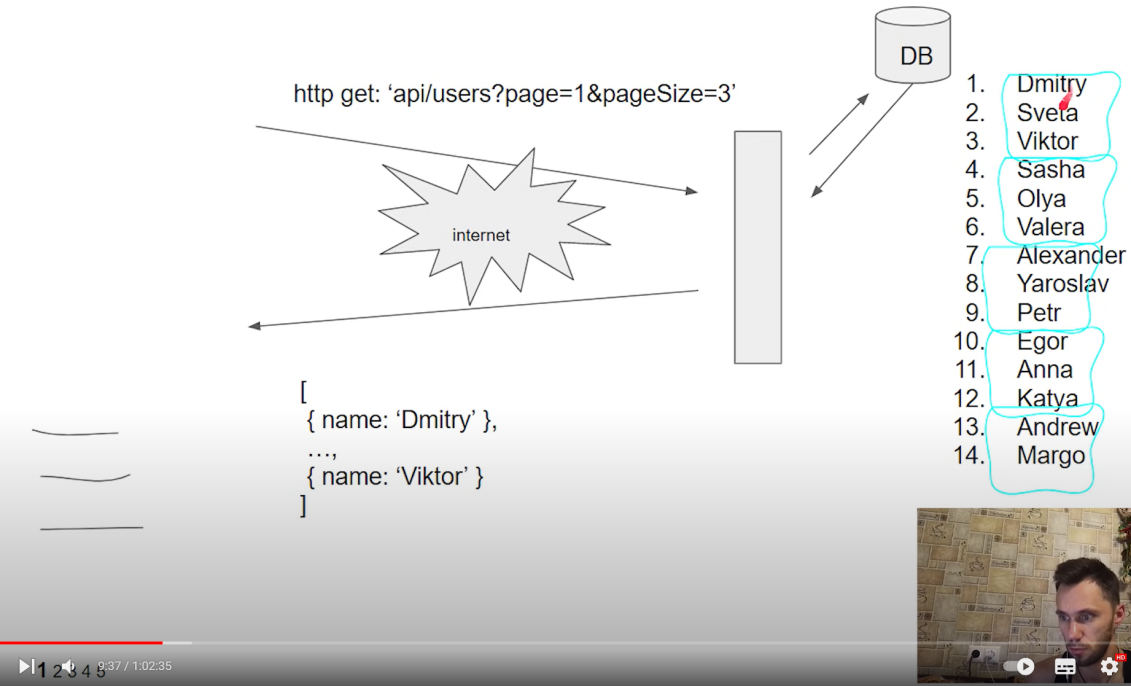 DB
http get: ‘api/users?page=1&pageSize=3’
1. Dmitry
2. Sveta
3. Viktor
4. Sasha
5. Olya
6. Valera
7. Alexander
8. Yaroslav
9. Petr
10. Egor
11. Anna
12. Katya
13. Andrew
14. Margo
internet
[
{ name: ‘Dmitry’ },
...,
{ name: ‘Viktor’ }
]
1 2 3 4 5
9:37 / 1:02:35
HD